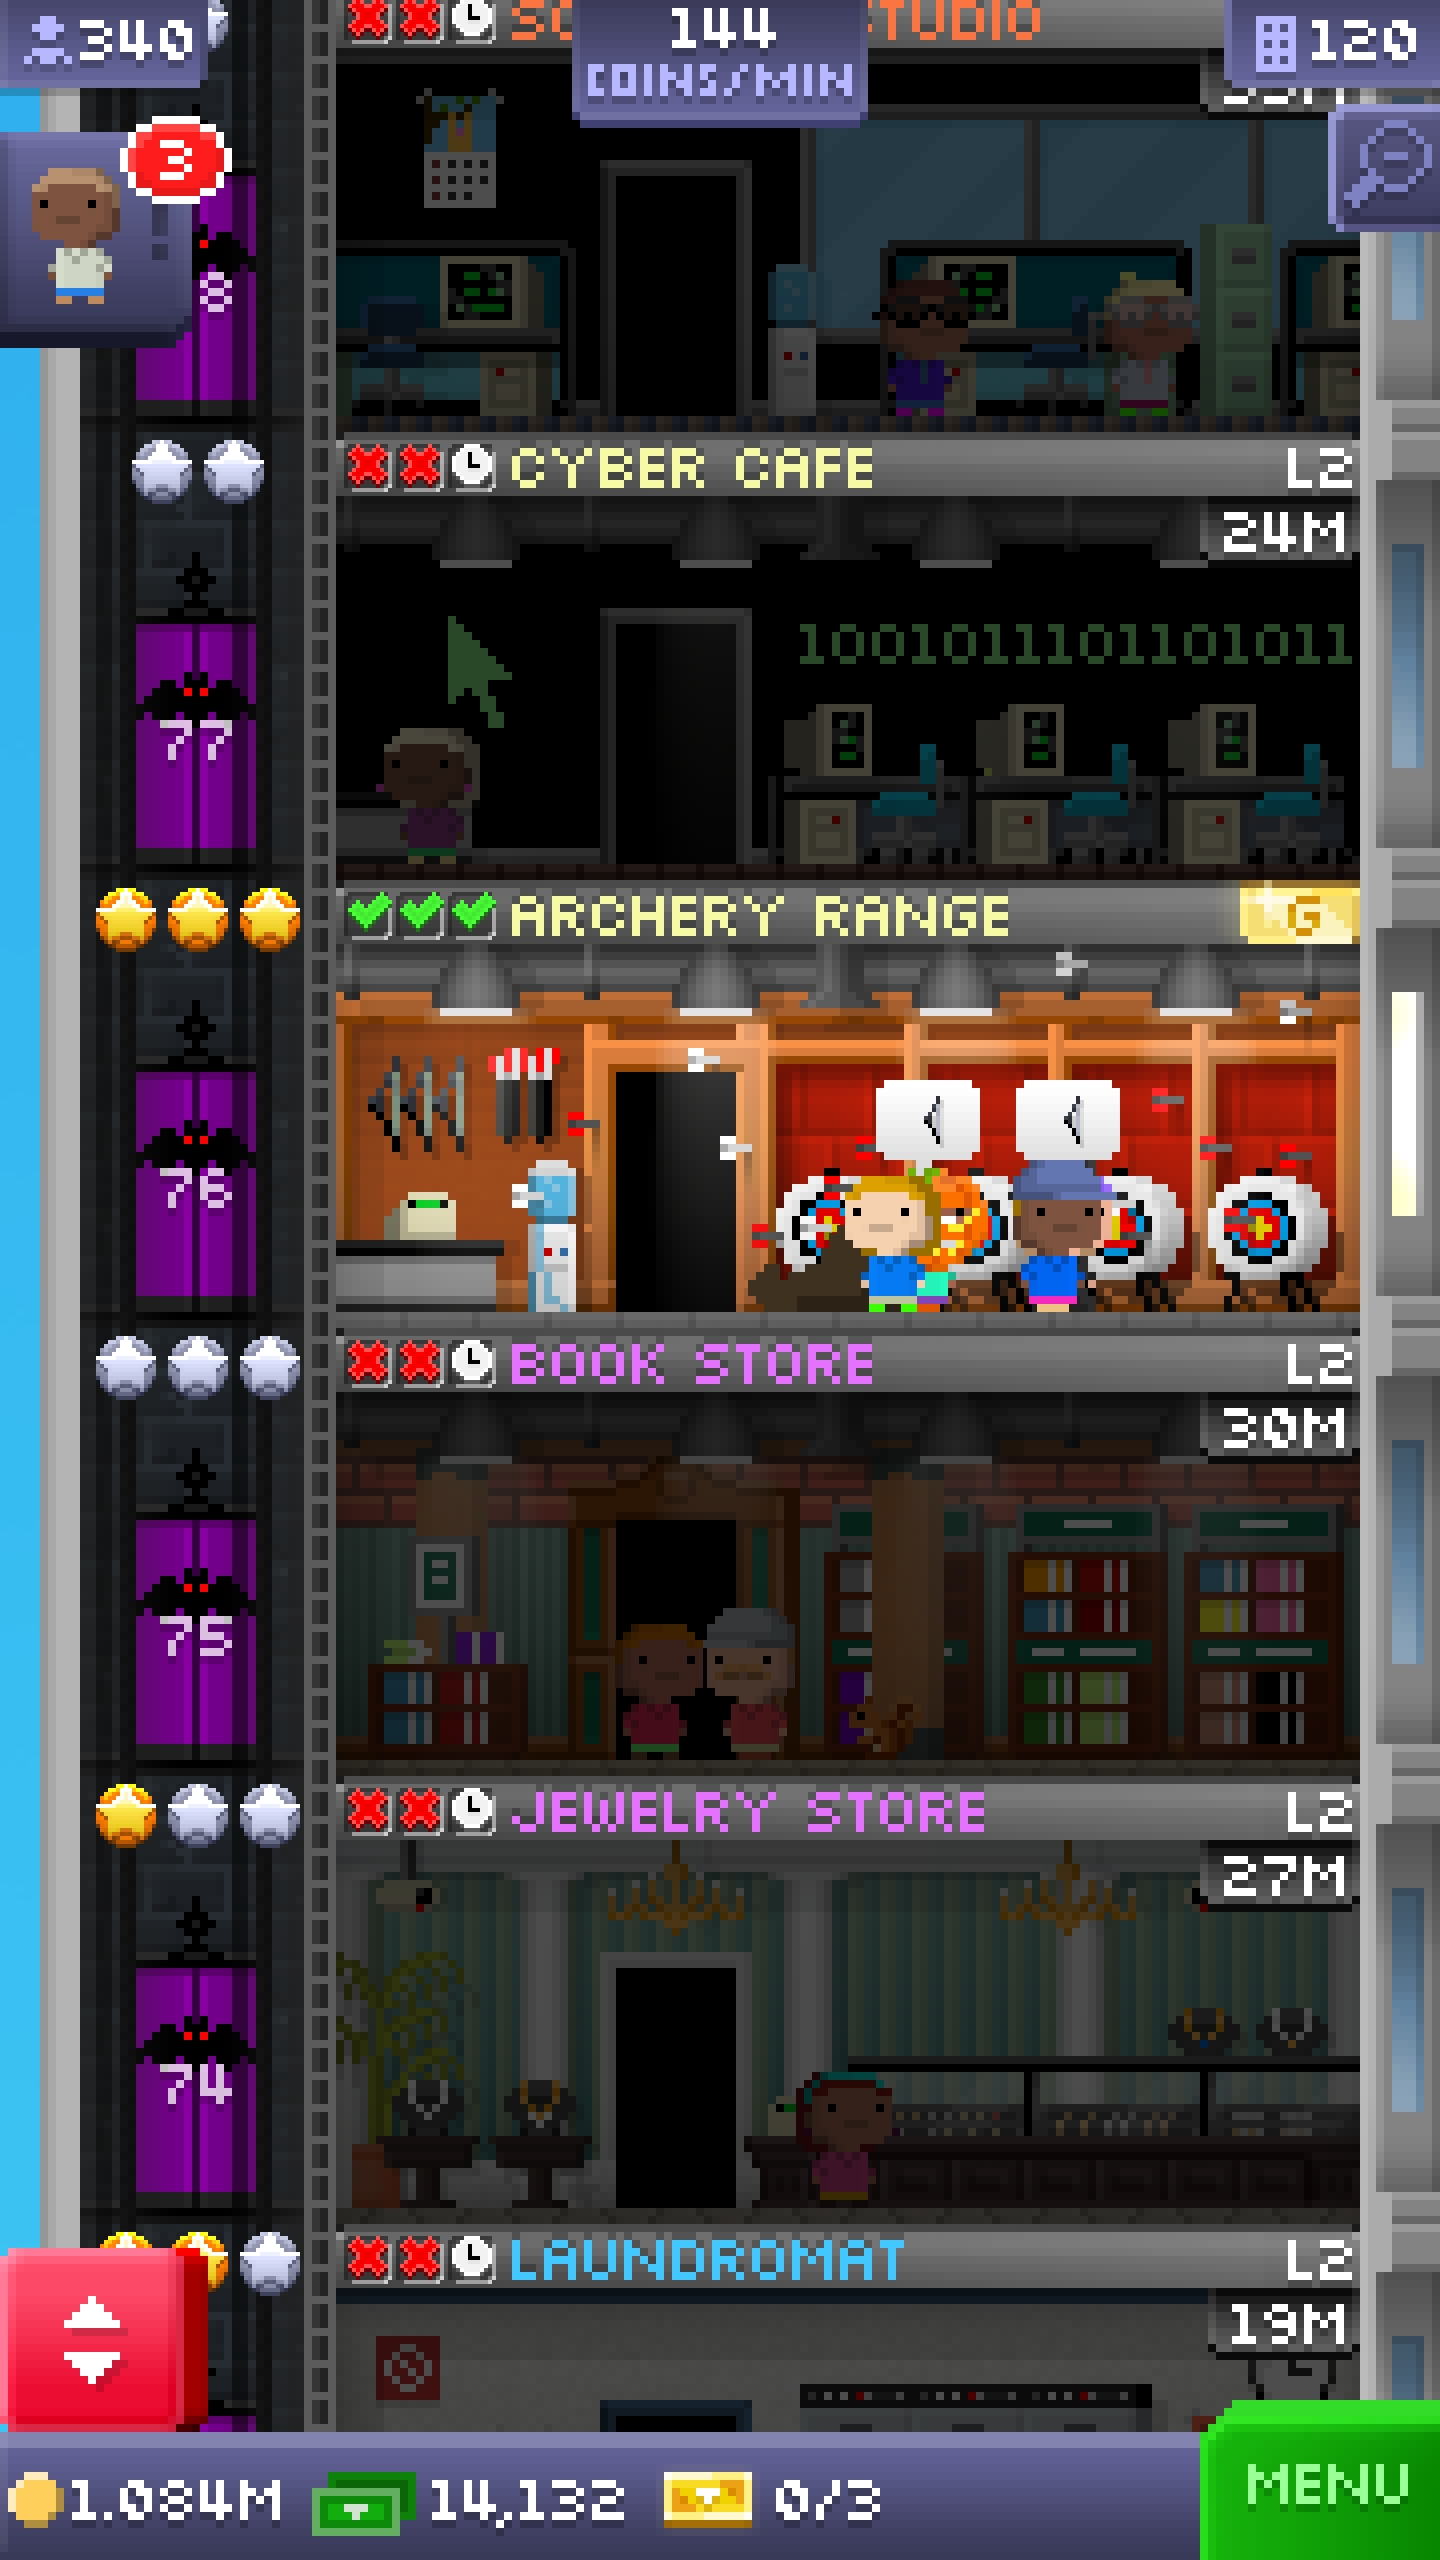 340
144
COINS/MIN
120
3
8
CYBER CAFE
L2
24M
1001011101101011
77
ARCHERY RANGE
G
76
BOOK STORE
L2
30M
75
JEWELRY STORE
L2
27M
74
LAUNDROMAT
L2
19M
1.084M
14,132
0/3
MENU